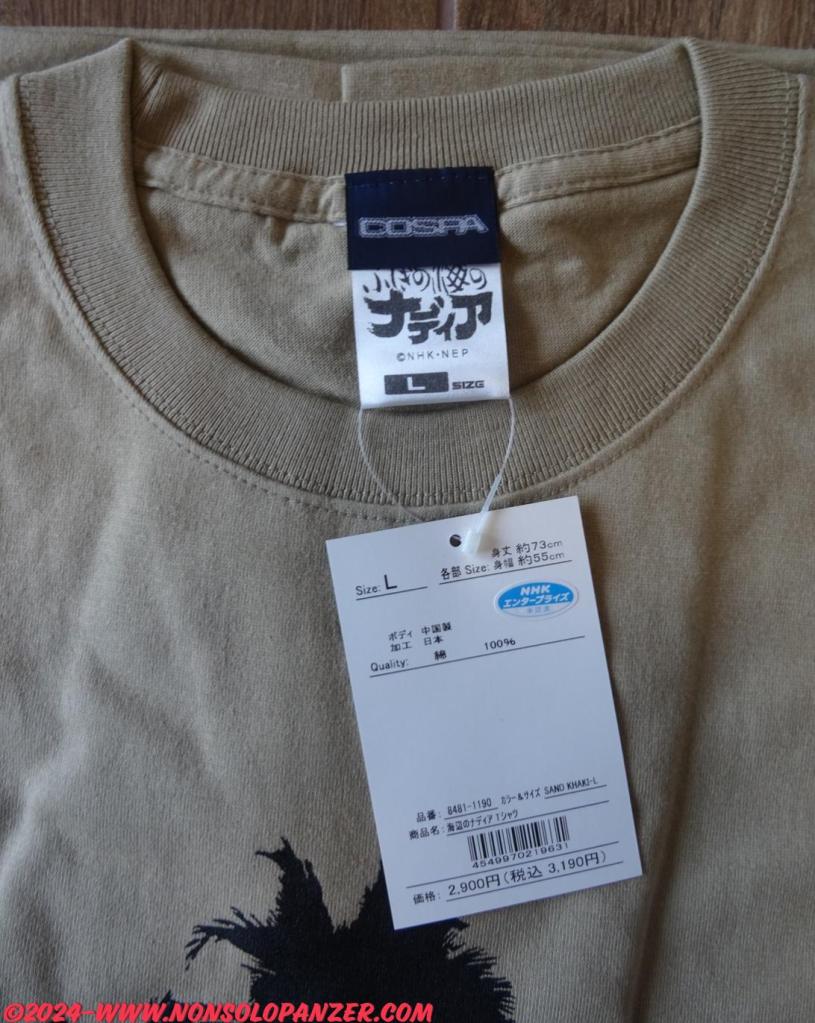 COSPA
ふしぎの海の
ナディア
©NHK・NEP
L SIZE
Size: L
身丈 約73cm
各部 Size: 身幅 約55cm
NHK
エンタープライズ
ボディ 中国製
加工 日本
Quality: 綿 100%
品番: 8481-1190 カラー&サイズ SAND KHAKI-L
商品名: 海辺のナディア Tシャツ
4549970219631
価格: 2,900円(税込 3,190円)
©2024-WWW.NONSOLOPANZER.COM